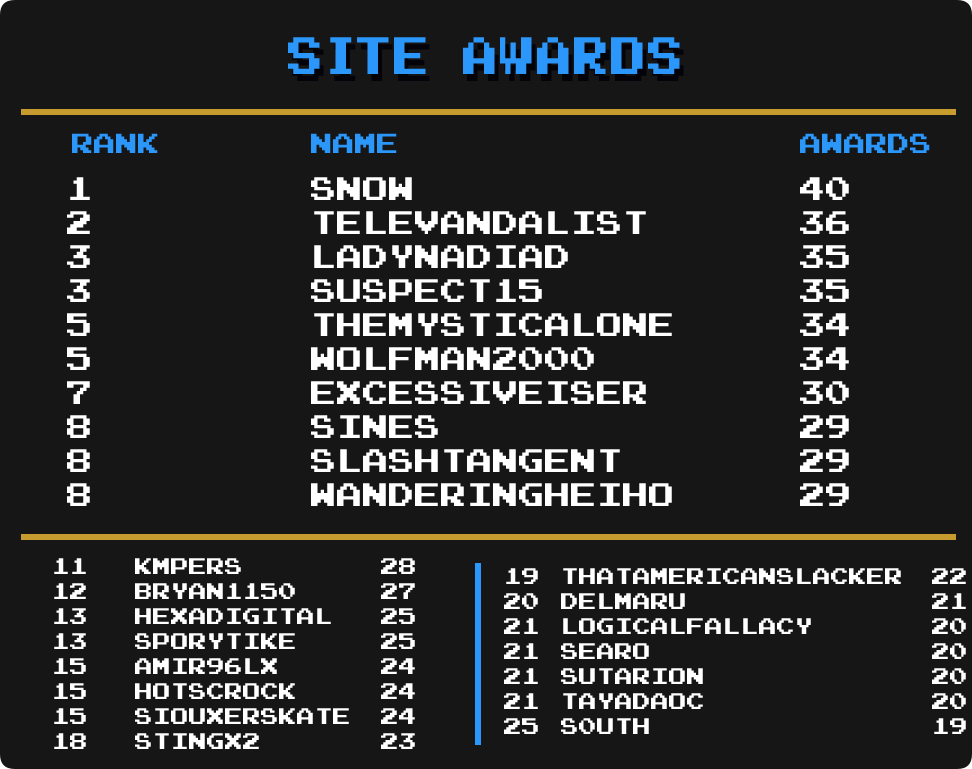 SITE AWARDS
RANK NAME AWARDS
1 SNOW 40
2 TELEVANDALIST 36
3 LADYNADIAD 35
3 SUSPECT15 35
5 THEMYSTICALONE 34
5 WOLFMAN2000 34
7 EXCESSIVEISER 30
8 SINES 29
8 SLASHTANGENT 29
8 WANDERINGHEIHO 29
11 KMPERS 28
12 BRYAN1150 27
13 HEXADIGITAL 25
13 SPORYTIKE 25
15 AMIR96LX 24
15 HOTSCROCK 24
15 SIOUXERSKATE 24
18 STINGX2 23
19 THATAMERICANSLACKER 22
20 DELMARU 21
21 LOGICALFALLACY 20
21 SEARO 20
21 SUTARION 20
21 TAYADAOC 20
25 SOUTH 19